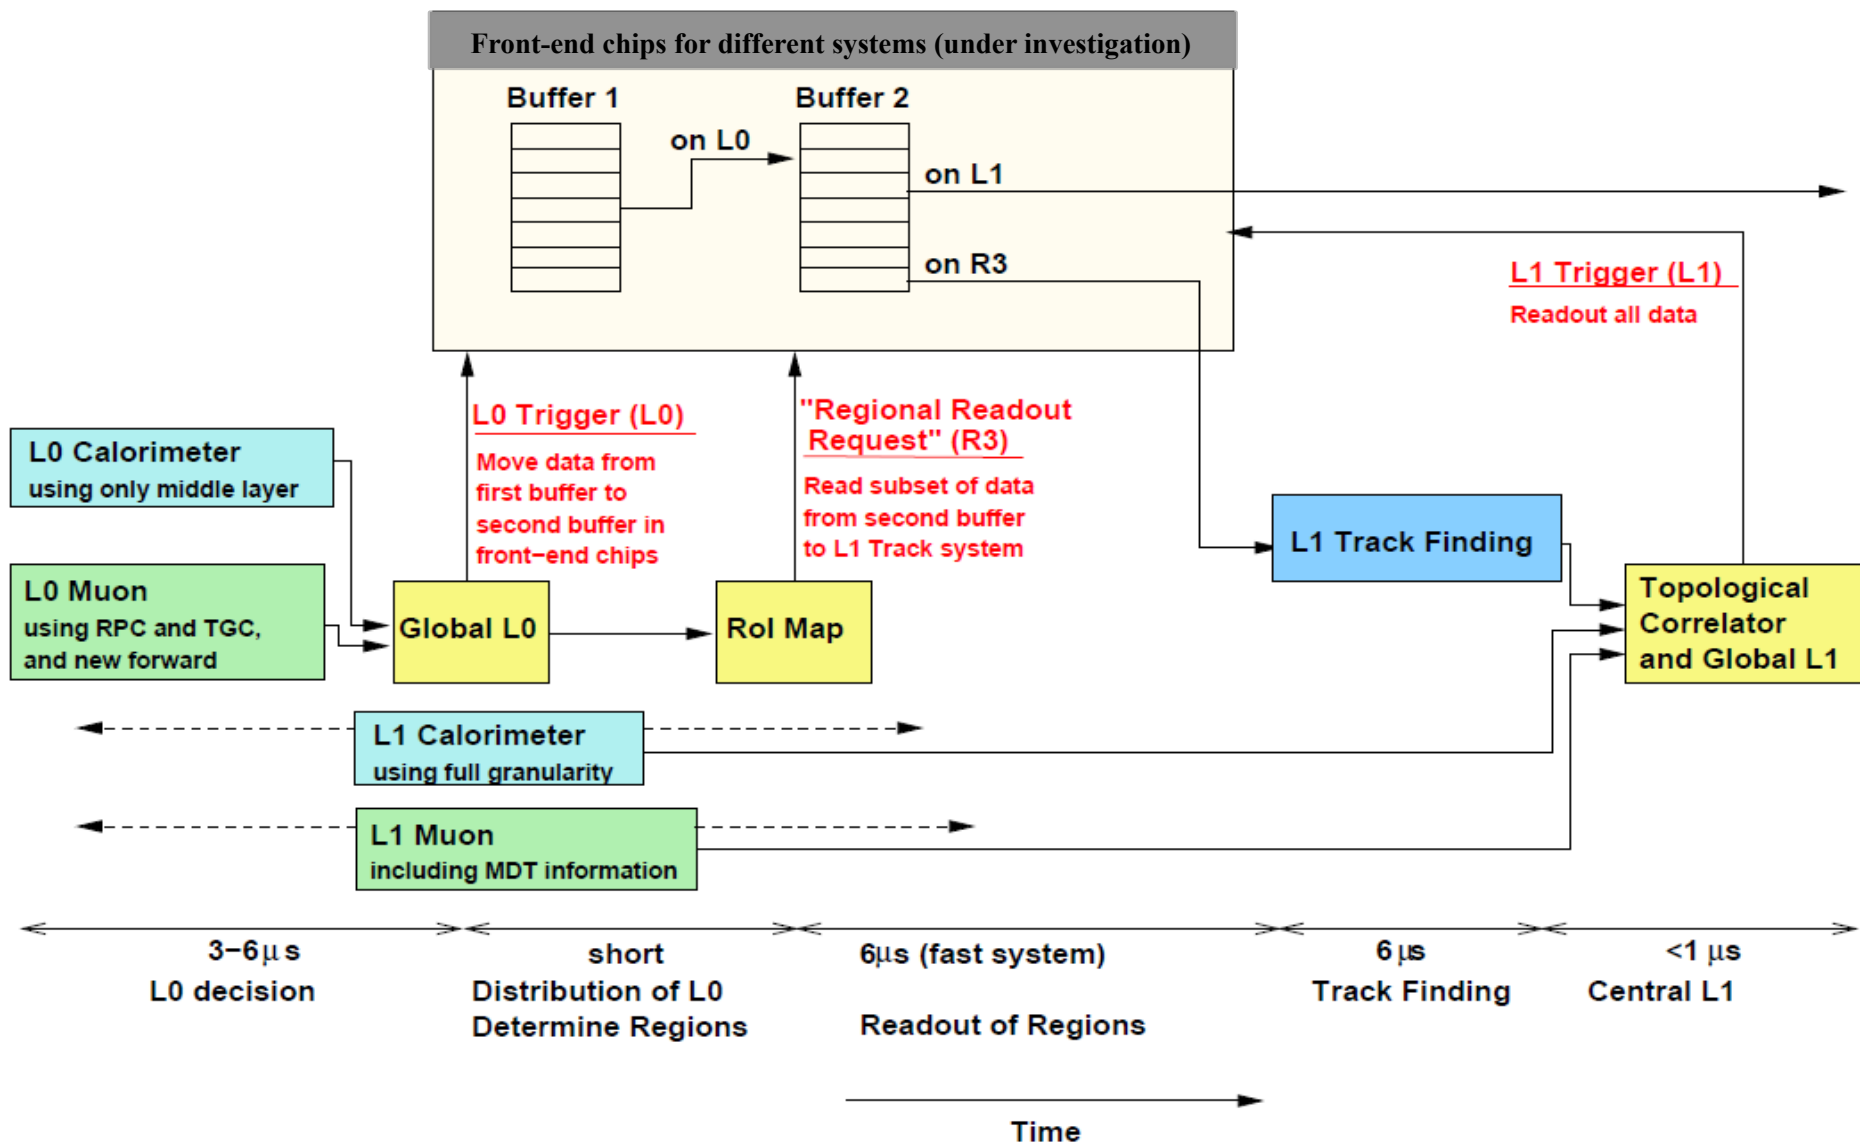 Front-end chips for different systems (under investigation)
Buffer 1
Buffer 2
on L0
on L1
on R3
L1 Trigger (L1)
Readout all data
L0 Trigger (L0)
Move data from
first buffer to
second buffer in
front−end chips
"Regional Readout
Request" (R3)
Read subset of data
from second buffer
to L1 Track system
L0 Calorimeter
using only middle layer
L0 Muon
using RPC and TGC,
and new forward
Global L0
RoI Map
L1 Track Finding
Topological
Correlator
and Global L1
L1 Calorimeter
using full granularity
L1 Muon
including MDT information
3−6μs
L0 decision
short
Distribution of L0
Determine Regions
6μs (fast system)
Readout of Regions
6μs
Track Finding
<1 μs
Central L1
Time